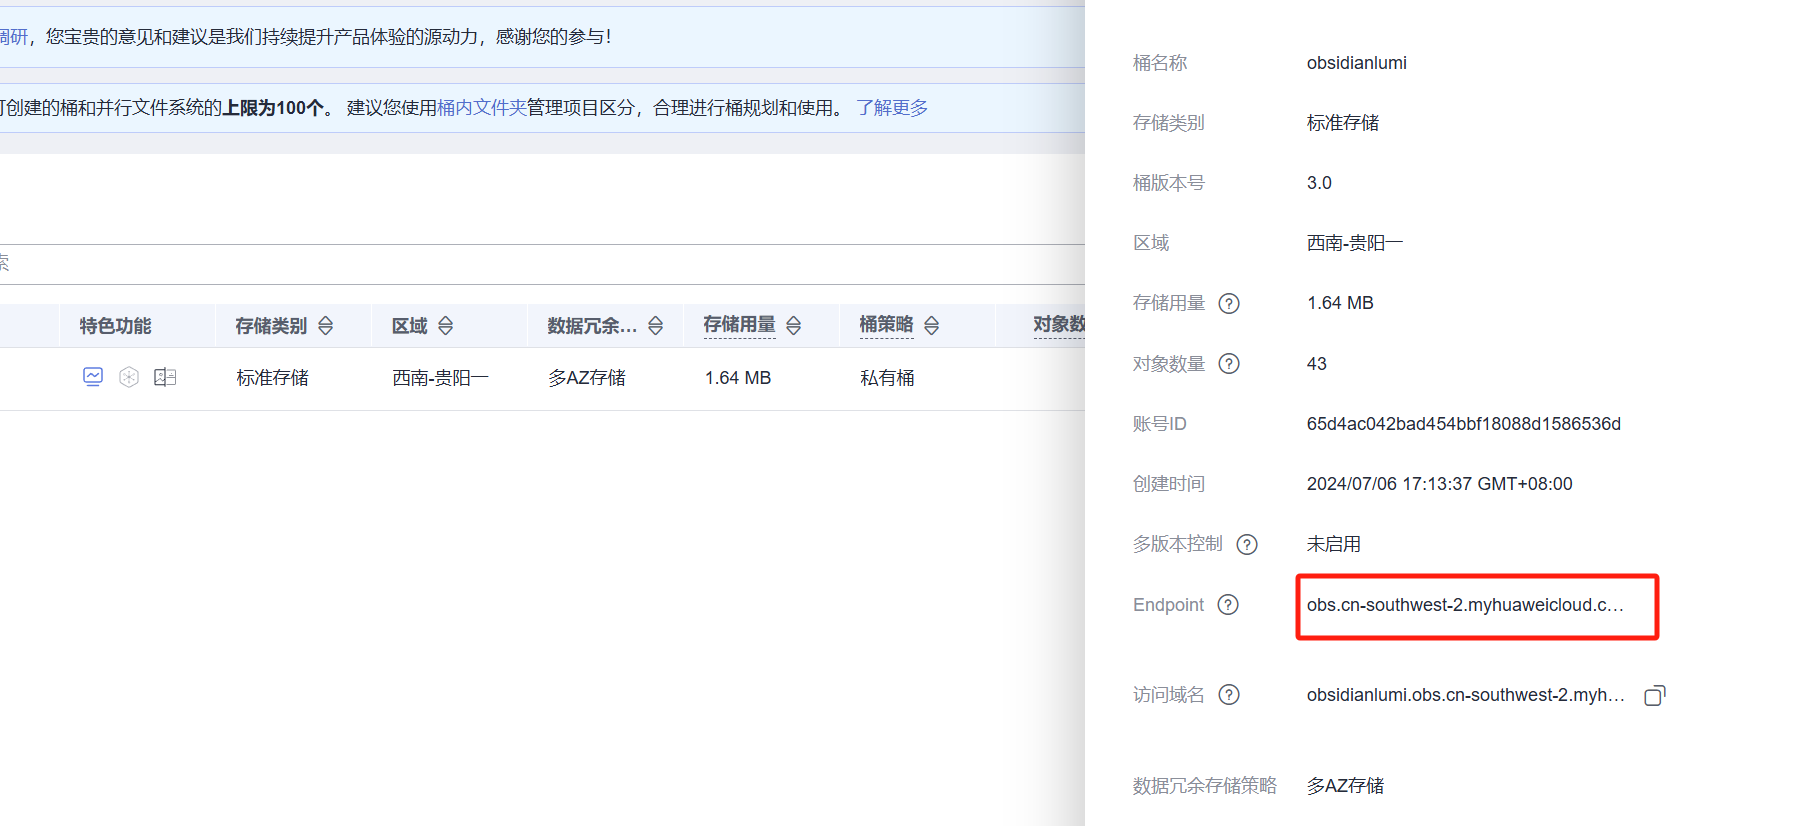 调研，您宝贵的意见和建议是我们持续提升产品体验的源动力，感谢您的参与！
可创建的桶和并行文件系统的上限为100个。 建议您使用桶内文件夹管理项目区分，合理进行桶规划和使用。 了解更多
索
特色功能 存储类别 区域 数据冗余... 存储用量 桶策略 对象数
标准存储 西南-贵阳一 多AZ存储 1.64 MB 私有桶
桶名称 obsidianlumi
存储类别 标准存储
桶版本号 3.0
区域 西南-贵阳一
存储用量 ? 1.64 MB
对象数量 ? 43
账号ID 65d4ac042bad454bbf18088d1586536d
创建时间 2024/07/06 17:13:37 GMT+08:00
多版本控制 ? 未启用
Endpoint ? obs.cn-southwest-2.myhuaweicloud.c...
访问域名 ? obsidianlumi.obs.cn-southwest-2.myh...
数据冗余存储策略 多AZ存储